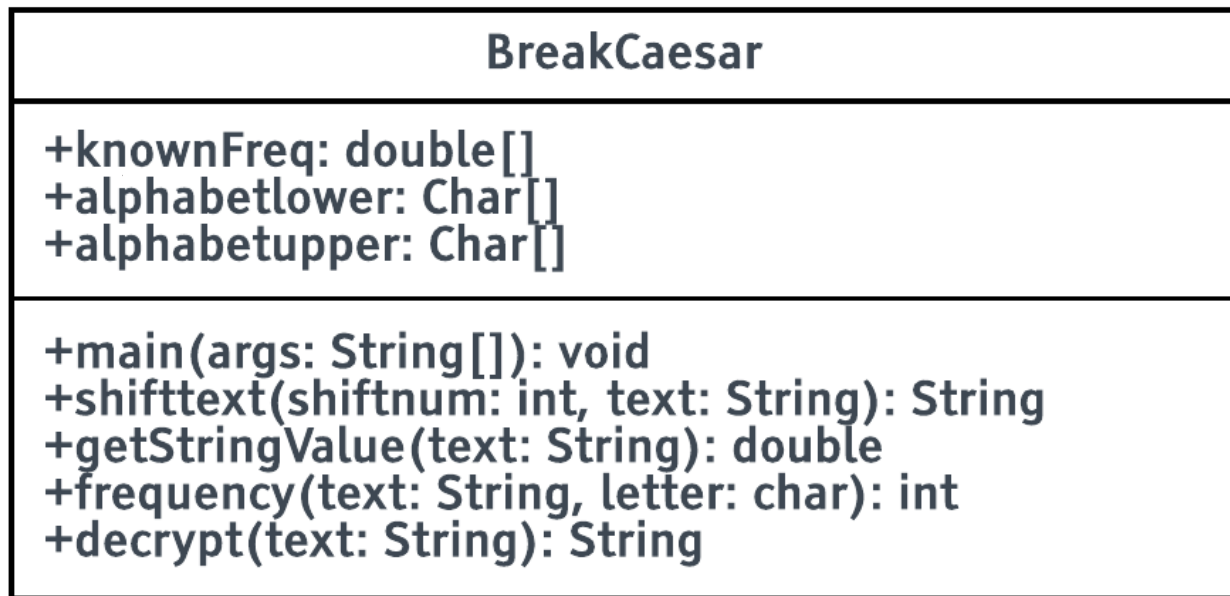 BreakCaesar
+knownFreq: double[]
+alphabetlower: Char[]
+alphabetupper: Char[]
+main(args: String[]): void
+shifttext(shiftnum: int, text: String): String
+getStringValue(text: String): double
+frequency(text: String, letter: char): int
+decrypt(text: String): String